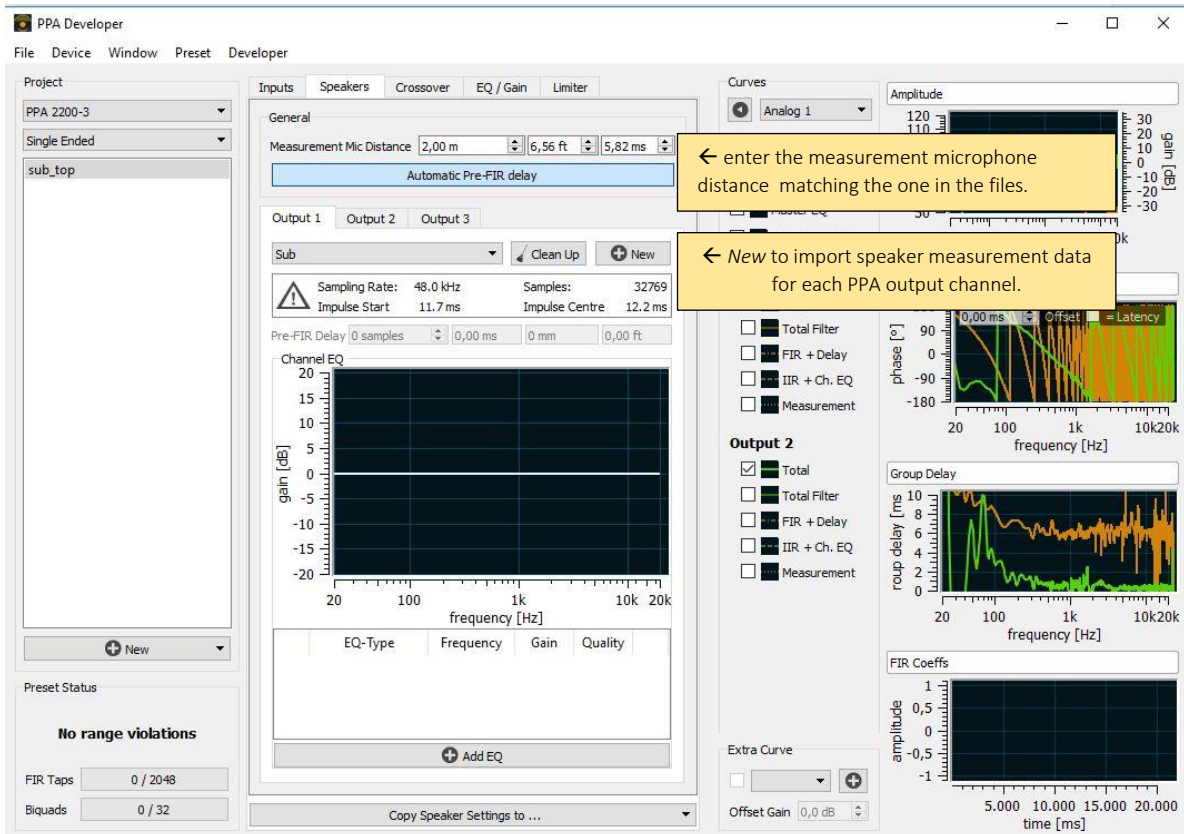 PPA Developer
File Device Window Preset Developer
Project
PPA 2200-3
Single Ended
sub_top
New
Preset Status
No range violations
FIR Taps 0 / 2048
Biquads 0 / 32
Inputs Speakers Crossover EQ / Gain Limiter
General
Measurement Mic Distance 2,00 m 6,56 ft 5,82 ms
Automatic Pre-FIR delay
Output 1 Output 2 Output 3
Sub Clean Up New
Sampling Rate: 48.0 kHz Samples: 32769
Impulse Start 11.7 ms Impulse Centre 12.2 ms
Pre-FIR Delay 0 samples 0,00 ms 0 mm 0,00 ft
Channel EQ
20
15
10
5
0
-5
-10
-15
-20
gain [dB]
20 100 1k 10k 20k
frequency [Hz]
EQ-Type Frequency Gain Quality
Add EQ
Copy Speaker Settings to ...
Curves
Analog 1
← enter the measurement microphone
distance matching the one in the files.
← New to import speaker measurement data
for each PPA output channel.
Total Filter
FIR + Delay
IIR + Ch. EQ
Measurement
Output 2
Total
Total Filter
FIR + Delay
IIR + Ch. EQ
Measurement
Extra Curve
Offset Gain 0,0 dB
Amplitude
120
110
30
20
10
0
-10
-20
-30
gain [dB]
0,00 ms Offset = Latency
90
0
-90
-180
phase [°]
20 100 1k 10k20k
frequency [Hz]
Group Delay
10
8
6
4
2
0
roup delay [ms
20 100 1k 10k20k
frequency [Hz]
FIR Coeffs
1
0,5
0
-0,5
-1
amplitude
5.000 10.000 15.000 20.000
time [ms]